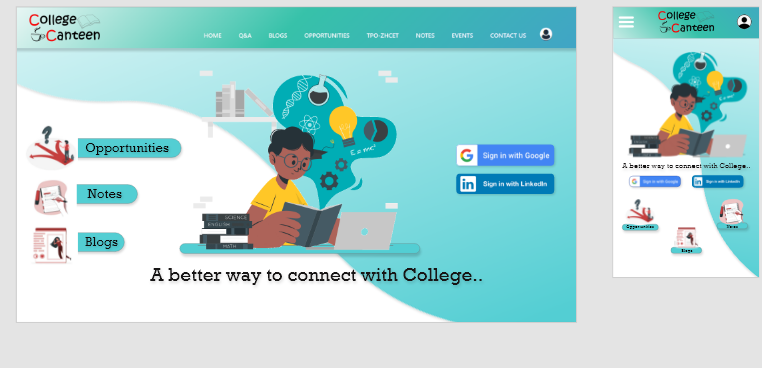 College
Canteen
HOME Q&A BLOGS OPPORTUNITIES TPO-ZHCET NOTES EVENTS CONTACT US
E = mc²
Opportunities
Notes
Blogs
Sign in with Google
Sign in with LinkedIn
SCIENCE
ENGLISH
MATH
A better way to connect with College..
College
Canteen
A better way to connect with College..
Sign in with Google
Sign in with LinkedIn
Opportunities
Notes
Blogs